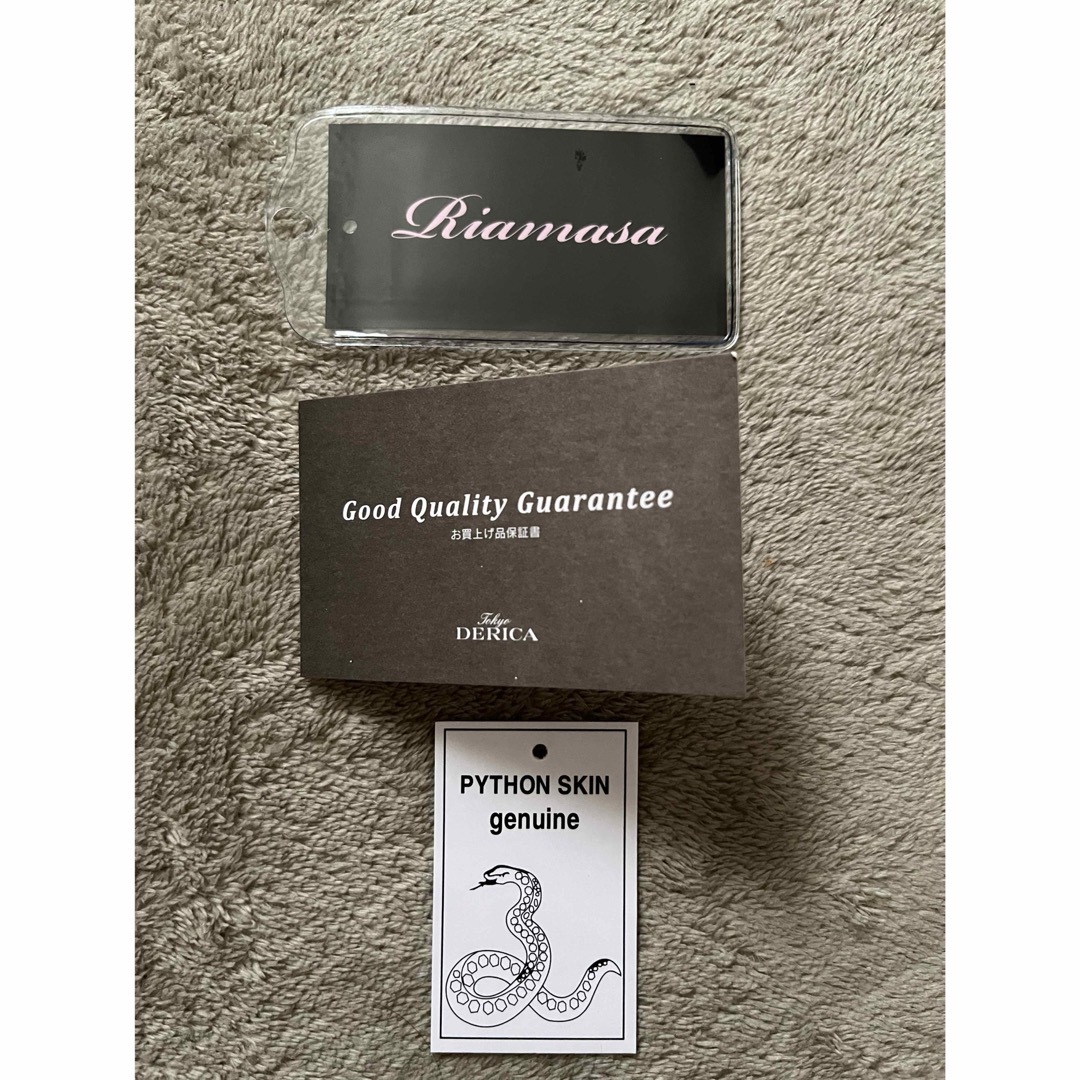 Riamasa
Good Quality Guarantee
お買上げ品保証書
Tokyo
DERICA
PYTHON SKIN
genuine